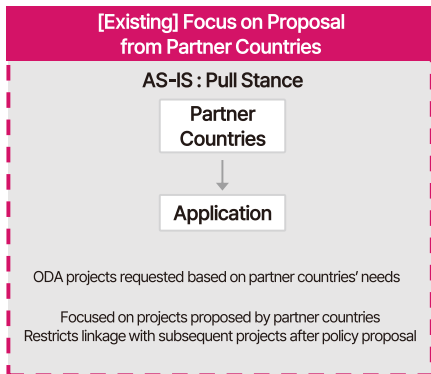 [Existing] Focus on Proposal
from Partner Countries
AS-IS : Pull Stance
Partner
Countries
Application
ODA projects requested based on partner countries’ needs
Focused on projects proposed by partner countries
Restricts linkage with subsequent projects after policy proposal